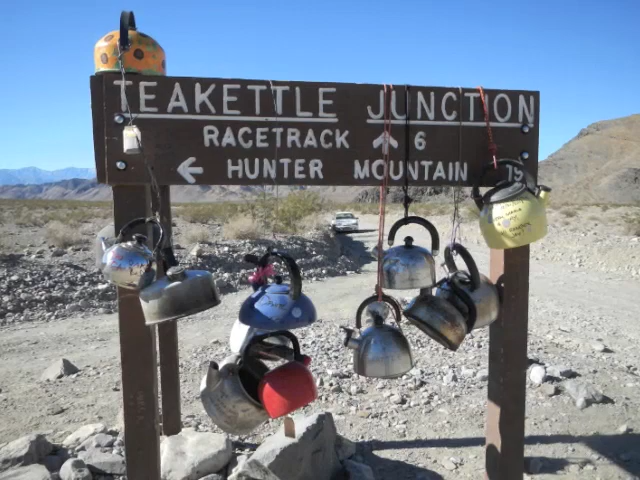 TEAKETTLE JUNCTION
RACETRACK ↑ 6
← HUNTER MOUNTAIN 19